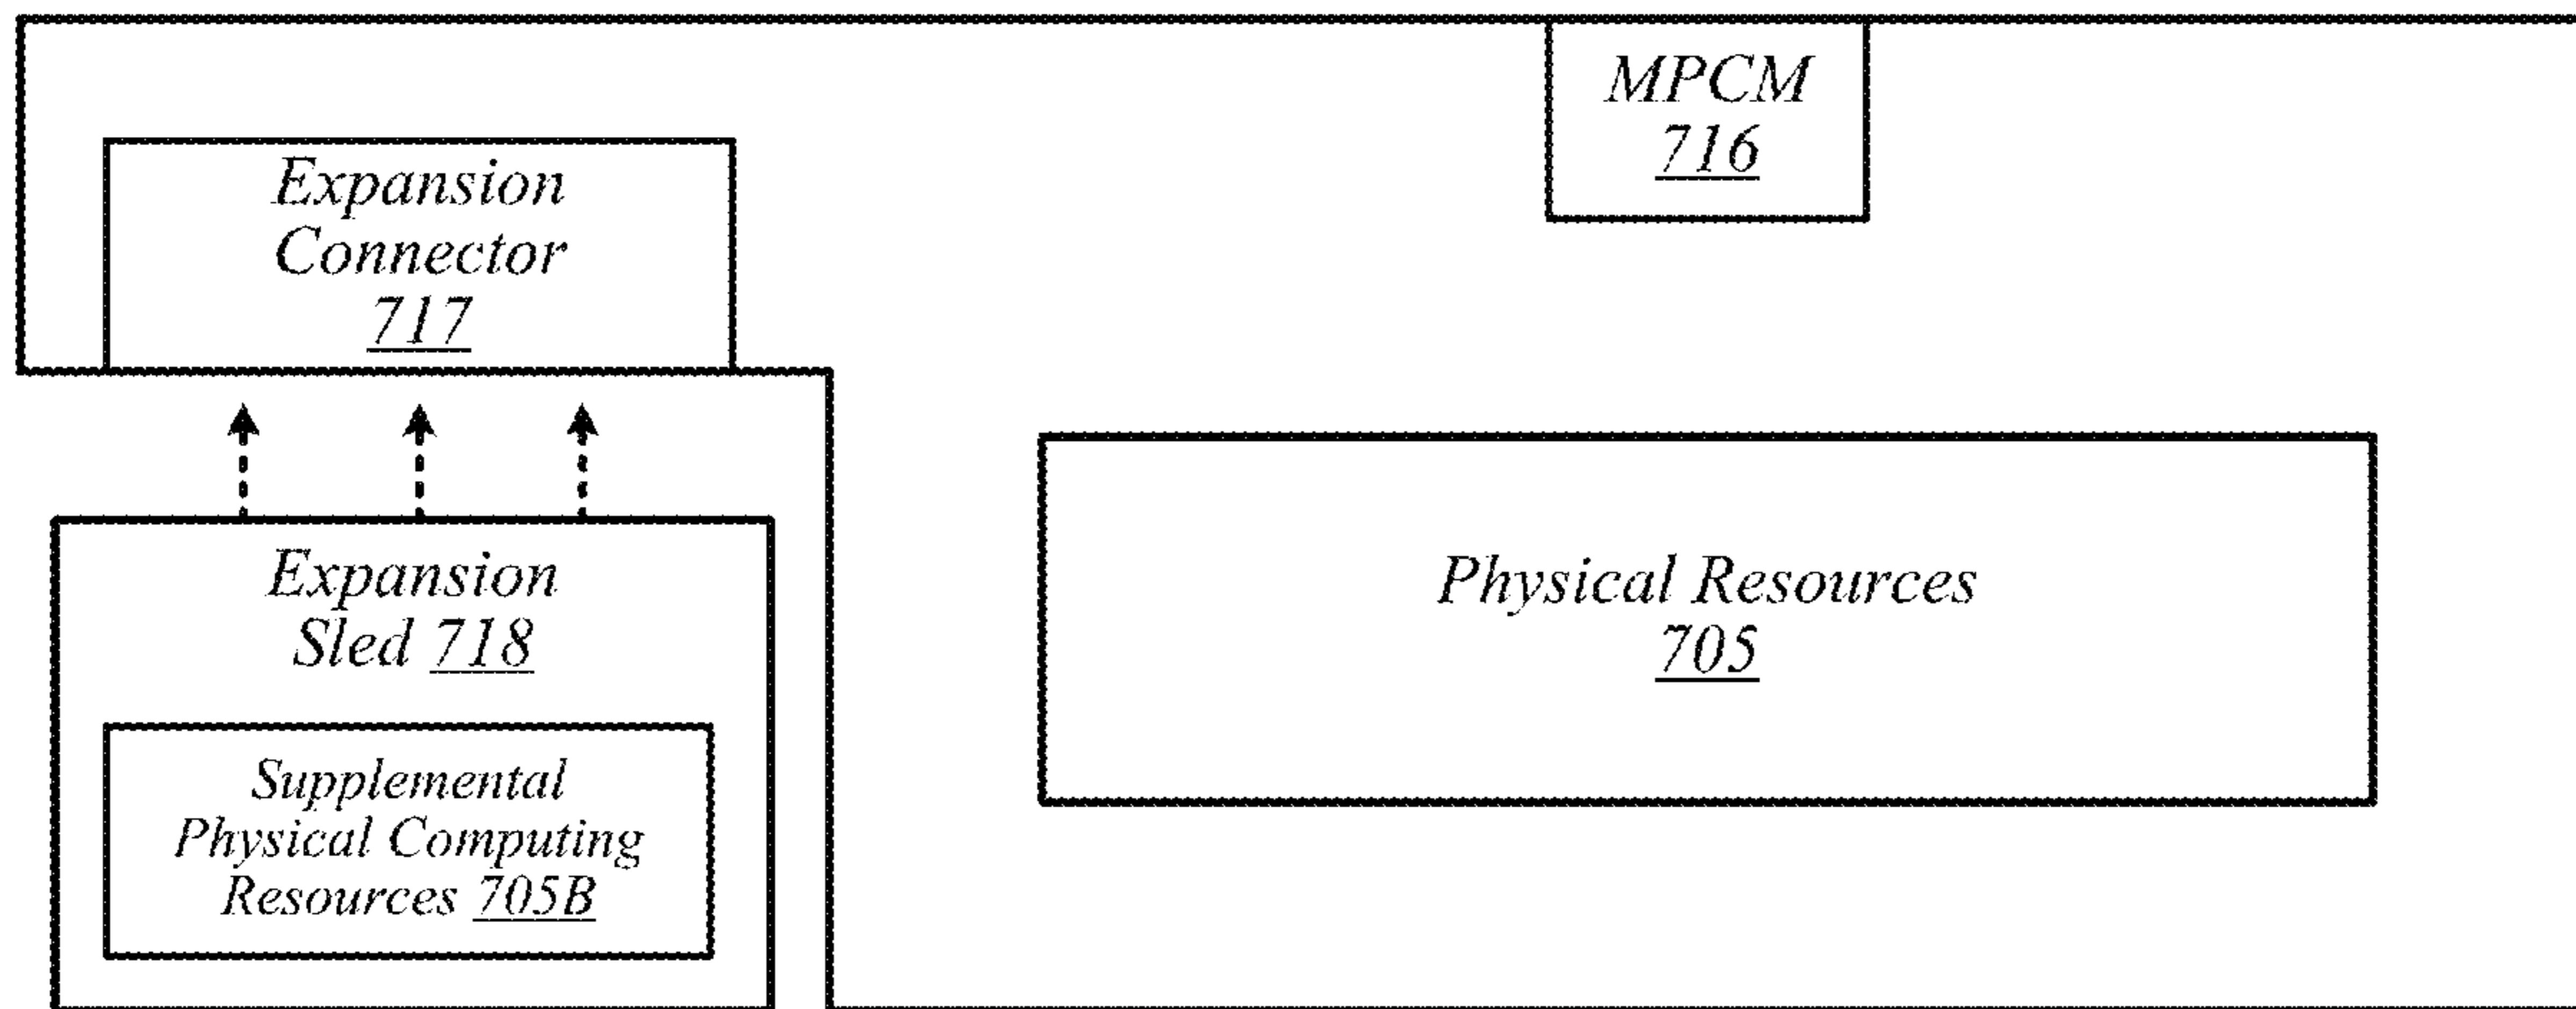 MPCM
716
Expansion
Connector
717
Expansion
Sled 718
Physical Resources
705
Supplemental
Physical Computing
Resources 705B